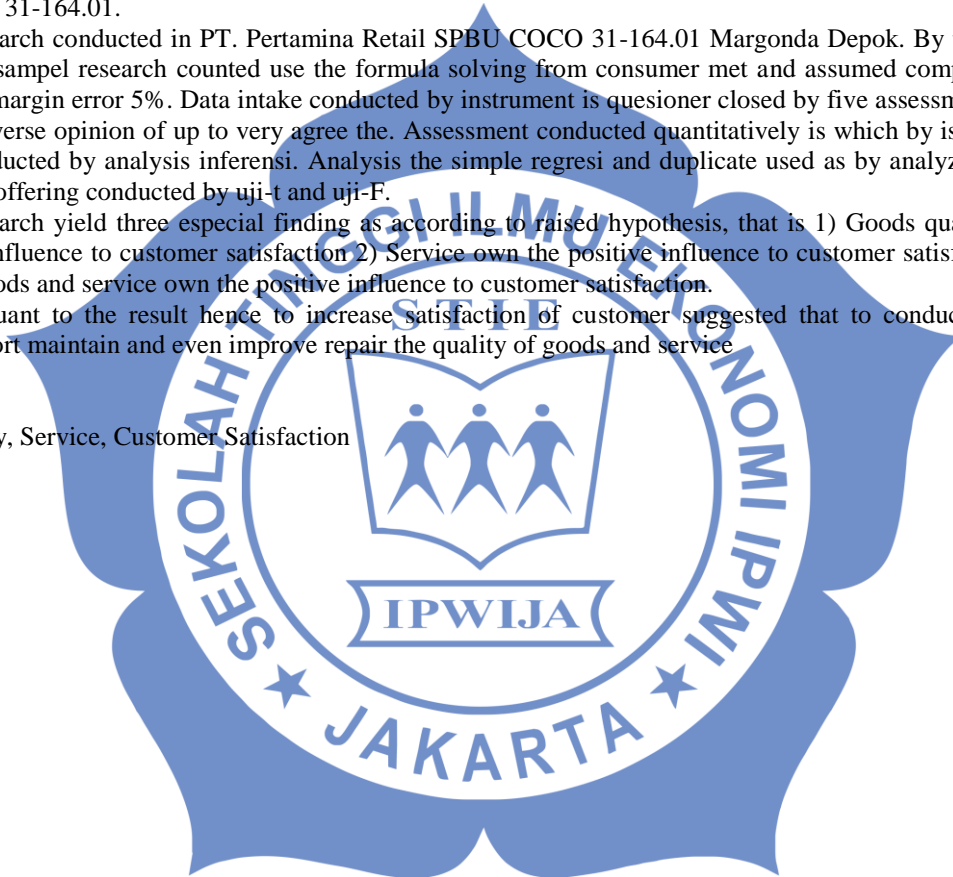 31-164.01.
arch conducted in PT. Pertamina Retail SPBU COCO 31-164.01 Margonda Depok. By
sampel research counted use the formula solving from consumer met and assumed comp
margin error 5%. Data intake conducted by instrument is quesioner closed by five assessm
verse opinion of up to very agree the. Assessment conducted quantitatively is which by is
ducted by analysis inferensi. Analysis the simple regresi and duplicate used as by analyz
offering conducted by uji-t and uji-F.
arch yield three especial finding as according to raised hypothesis, that is 1) Goods qua
nfluence to customer satisfaction 2) Service own the positive influence to customer satisf
ods and service own the positive influence to customer satisfaction.
uant to the result hence to increase satisfaction of customer suggested that to conduc
ort maintain and even improve repair the quality of goods and service
y, Service, Customer Satisfaction
SEKOLAH TINGGI ILMU EKONOMI IPWI
STIE
IPWIJA
JAKARTA